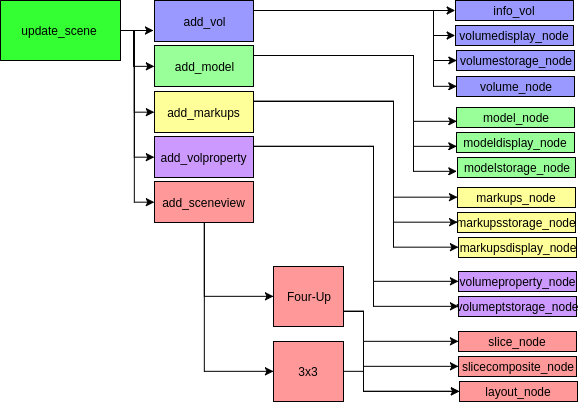 update_scene
add_vol
add_model
add_markups
add_volproperty
add_sceneview
Four-Up
3x3
info_vol
volumedisplay_node
volumestorage_node
volume_node
model_node
modeldisplay_node
modelstorage_node
markups_node
markupsstorage_node
markupsdisplay_node
volumeproperty_node
volumeptstorage_node
slice_node
slicecomposite_node
layout_node